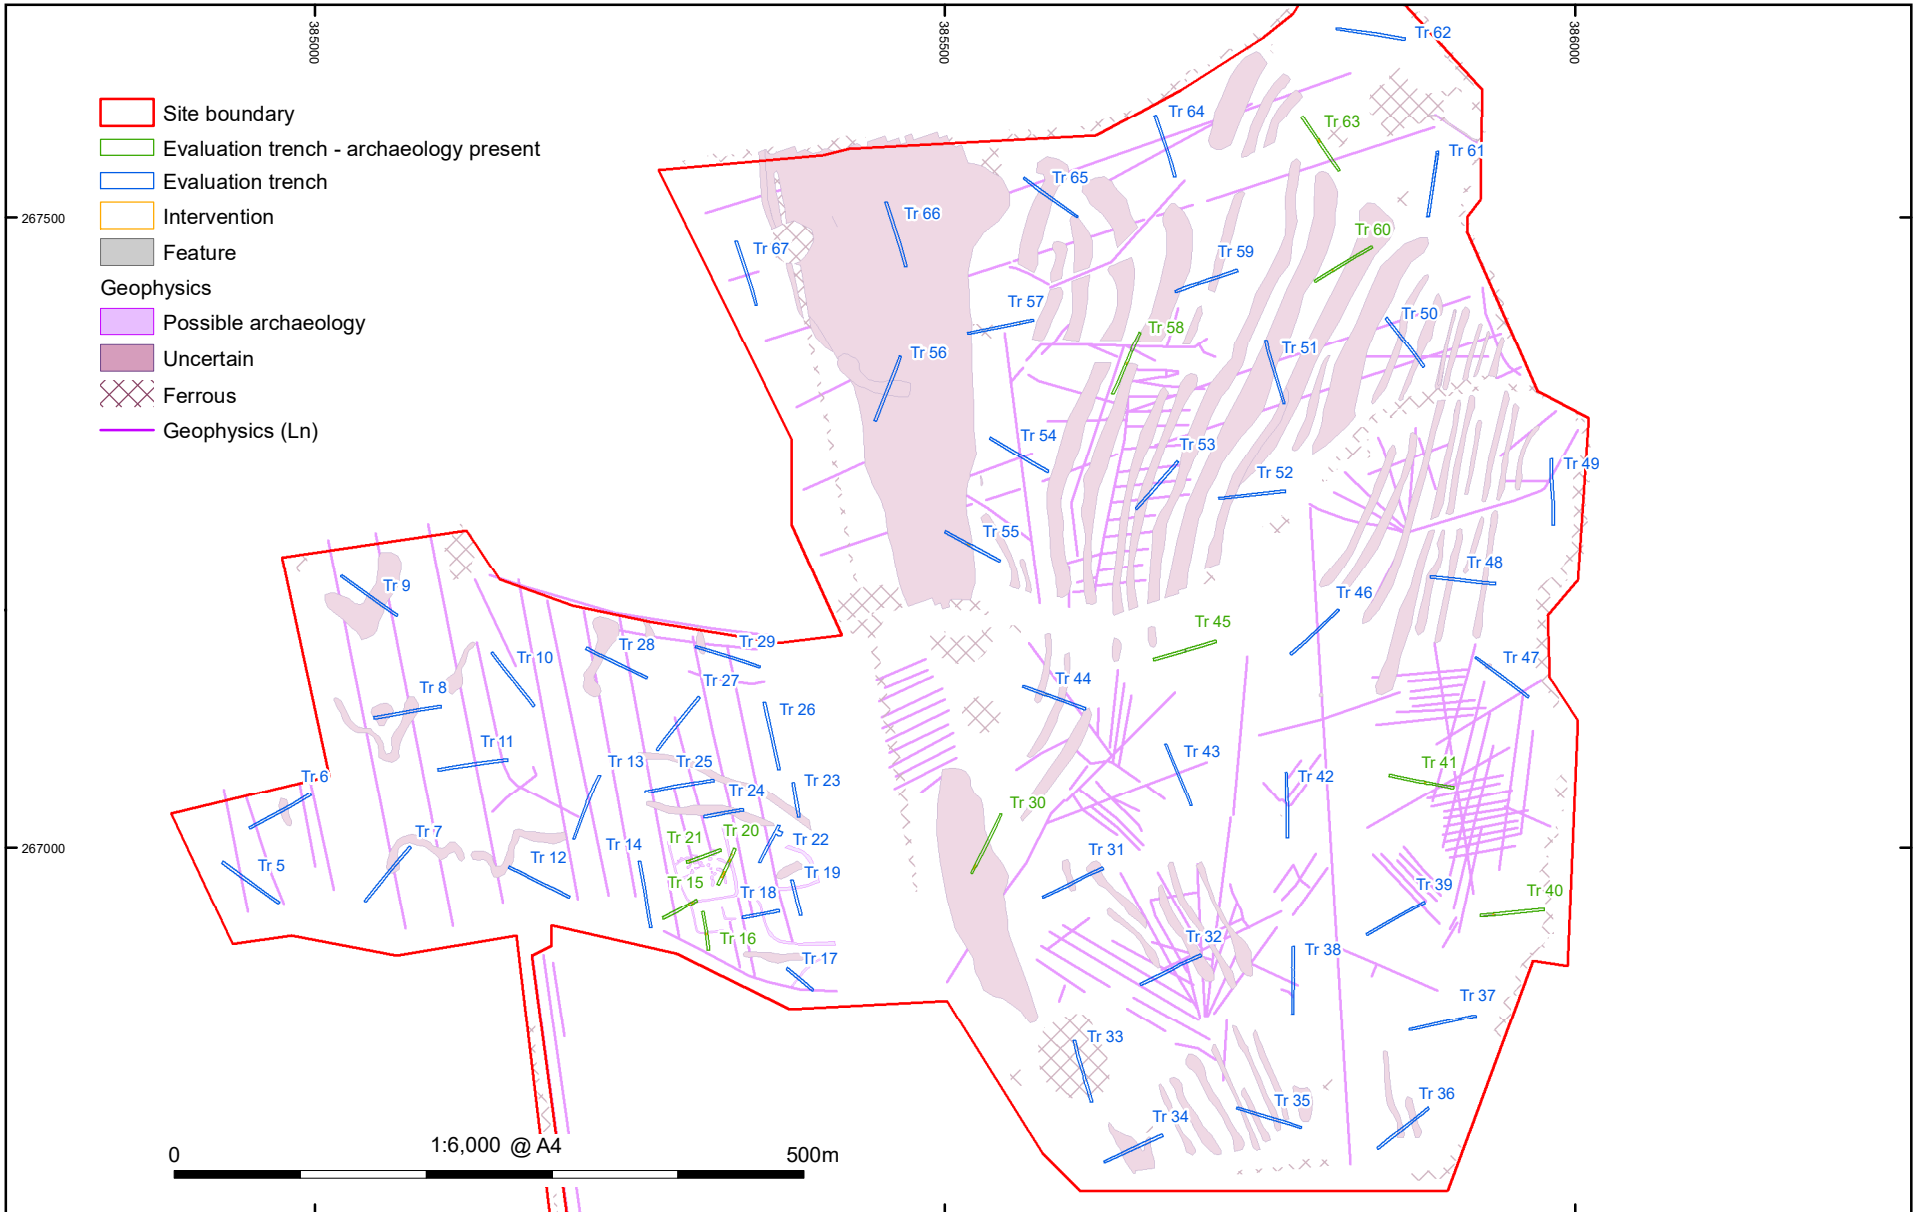 385000
385500
386000
267500
267000
Site boundary
Evaluation trench - archaeology present
Evaluation trench
Intervention
Feature
Geophysics
Possible archaeology
Uncertain
Ferrous
Geophysics (Ln)
Tr 62
Tr 64
Tr 63
Tr 61
Tr 65
Tr 66
Tr 67
Tr 60
Tr 59
Tr 57
Tr 58
Tr 50
Tr 56
Tr 51
Tr 54
Tr 53
Tr 52
Tr 49
Tr 55
Tr 48
Tr 9
Tr 46
Tr 45
Tr 28
Tr 29
Tr 10
Tr 47
Tr 8
Tr 27
Tr 44
Tr 26
Tr 11
Tr 43
Tr 13
Tr 25
Tr 41
Tr 6
Tr 23
Tr 42
Tr 24
Tr 30
Tr 7
Tr 21
Tr 20
Tr 22
Tr 14
Tr 31
Tr 12
Tr 5
Tr 19
Tr 15
Tr 18
Tr 39
Tr 40
Tr 16
Tr 32
Tr 38
Tr 17
Tr 37
Tr 33
Tr 36
Tr 35
Tr 34
1:6,000 @ A4
0
500m